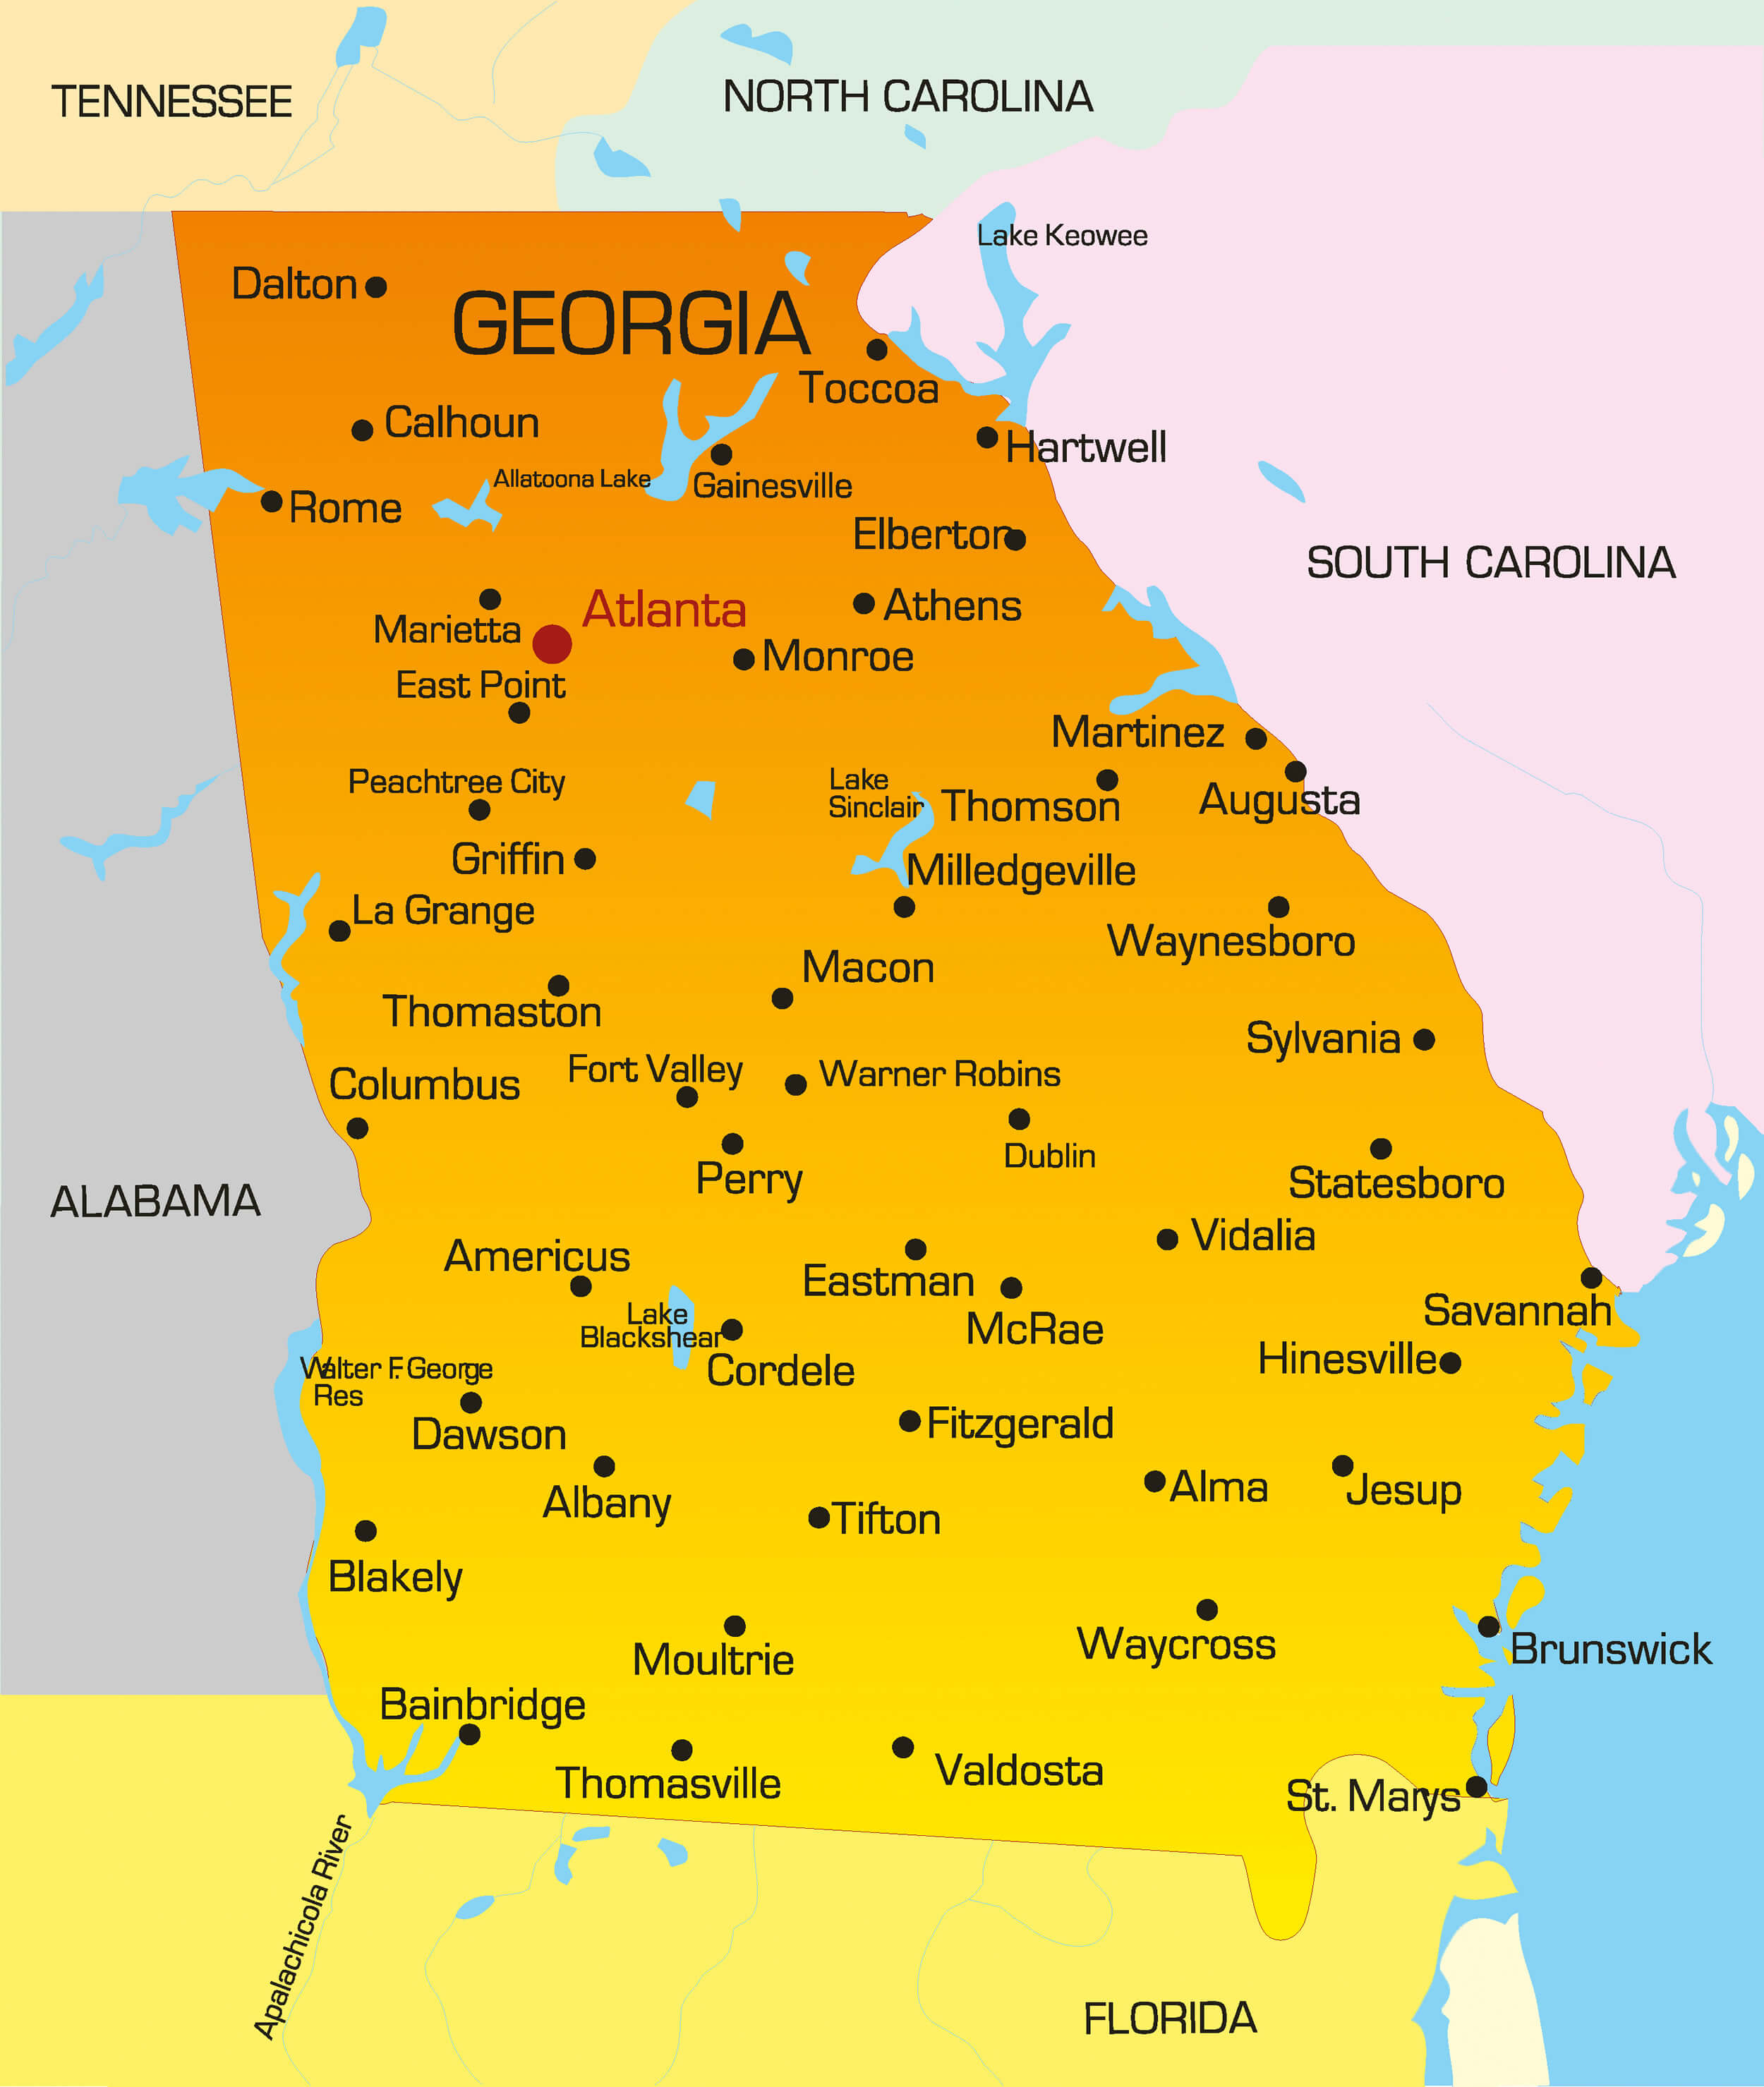 TENNESSEE
NORTH CAROLINA
Lake Keowee
Dalton
GEORGIA
Toccoa
Calhoun
Hartwell
Allatoona Lake
Gainesville
Rome
Elberton
SOUTH CAROLINA
Atlanta
Athens
Marietta
Monroe
East Point
Martinez
Peachtree City
Lake
Sinclair
Thomson
Augusta
Griffin
Milledgeville
La Grange
Waynesboro
Macon
Thomaston
Sylvania
Fort Valley
Warner Robins
Columbus
Dublin
Perry
Statesboro
ALABAMA
Vidalia
Americus
Eastman
Savannah
Lake
Blackshear
McRae
Hinesville
Cordele
Walter F. George
Res
Fitzgerald
Dawson
Alma
Jesup
Albany
Tifton
Blakely
Waycross
Brunswick
Moultrie
Bainbridge
Valdosta
Thomasville
St. Marys
Apalachicola River
FLORIDA